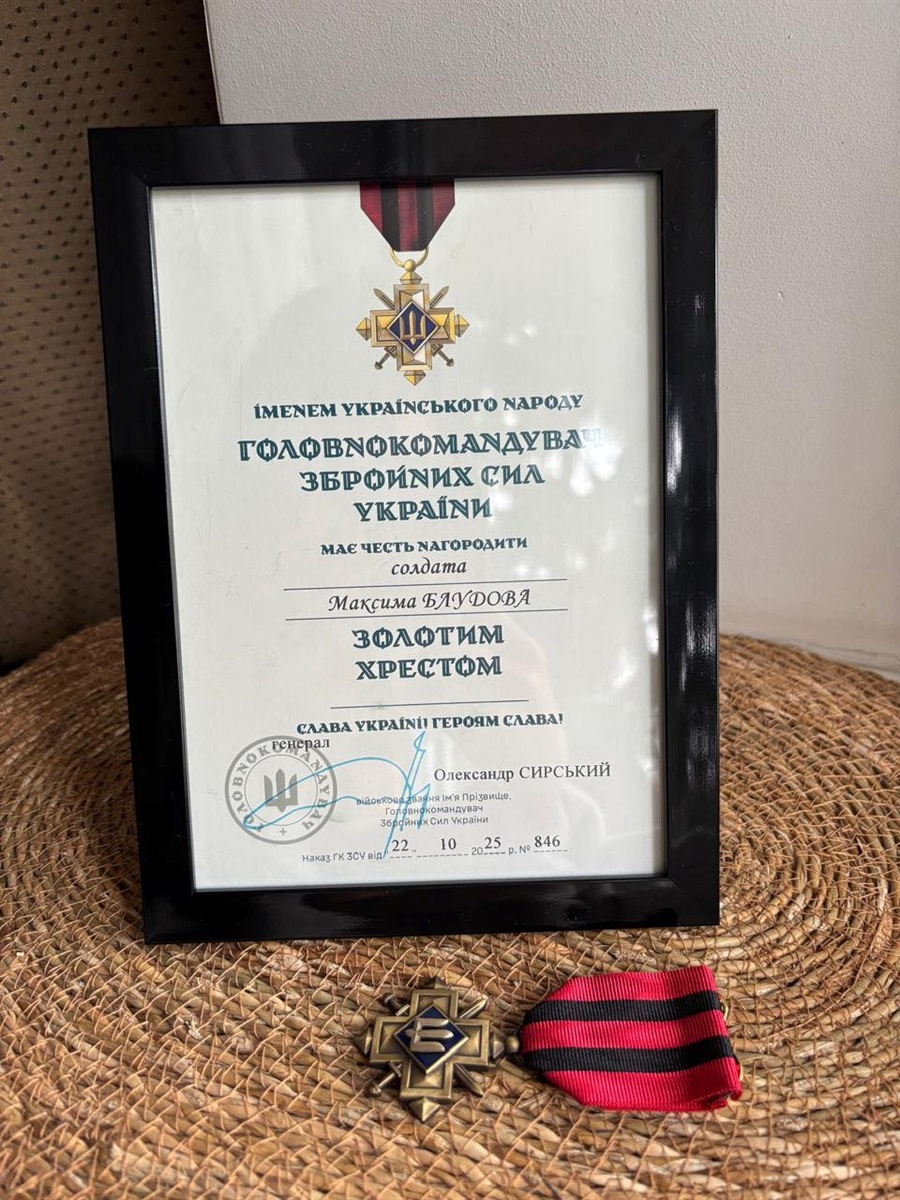 ІМЕНЕМ УКРАЇНСЬКОГО НАРОДУ
ГОЛОВНОКОМАНДУВАЧ
ЗБРОЙНИХ СИЛ
УКРАЇНИ
МАЄ ЧЕСТЬ НАГОРОДИТИ
солдата
Максима БЛУДОВА
ЗОЛОТИМ
ХРЕСТОМ
СЛАВА УКРАЇНІ! ГЕРОЯМ СЛАВА!
генерал
ГОЛОВНОКОМАНДУВАЧ
Олександр СИРСЬКИЙ
військове звання Ім'я Прізвище,
Головнокомандувач
Збройних Сил України
Наказ ГК ЗСУ від "22" 10 2025 р. № 846